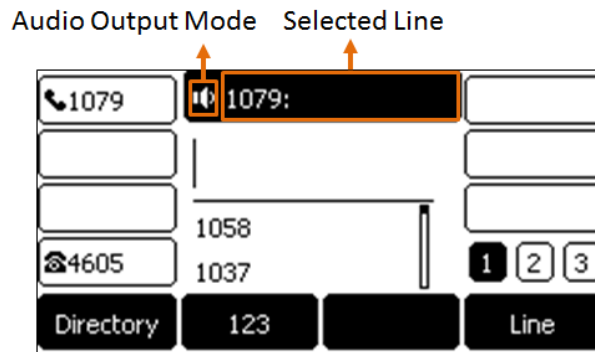 Audio Output Mode Selected Line
1079 1079:
1058
4605 1037 1 2 3
Directory 123 Line